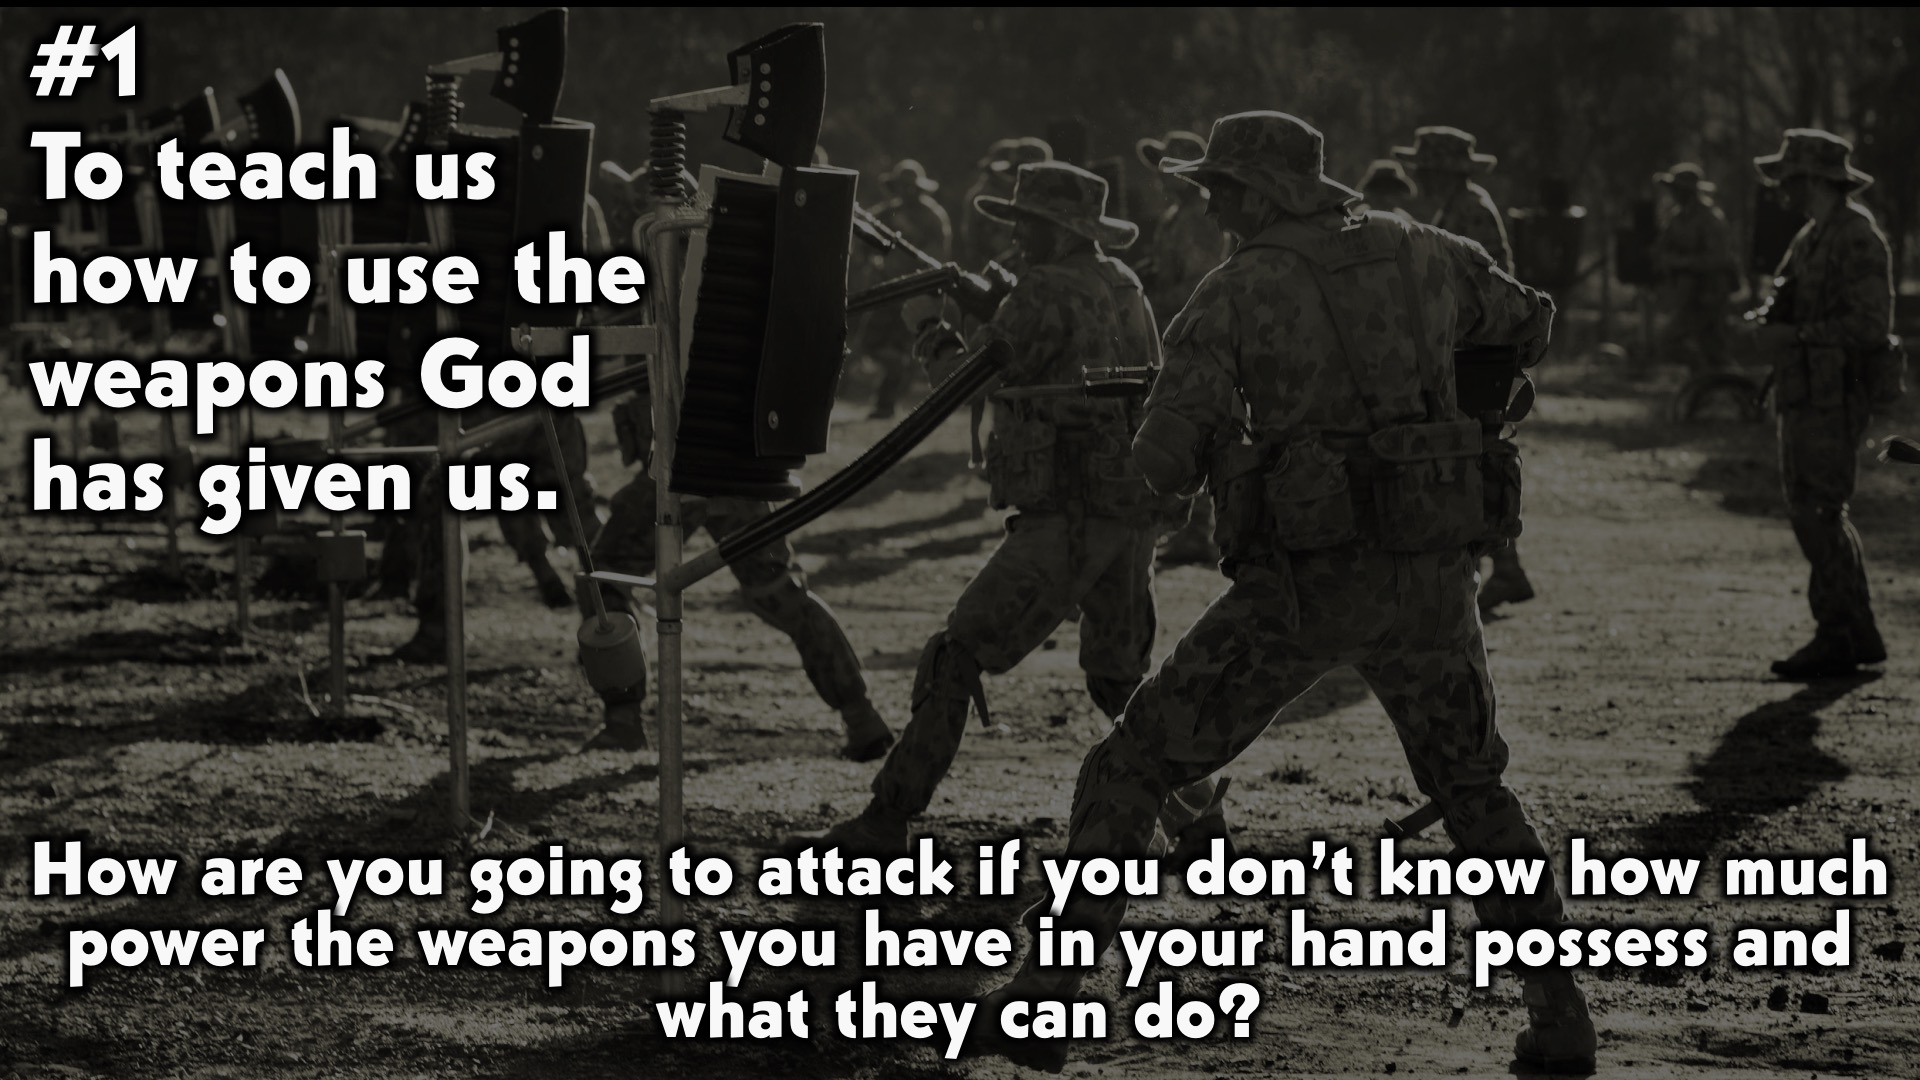 #1
To teach us
how to use the
weapons God
has given us.
How are you going to attack if you don't know how much
power the weapons you have in your hand possess and
what they can do?